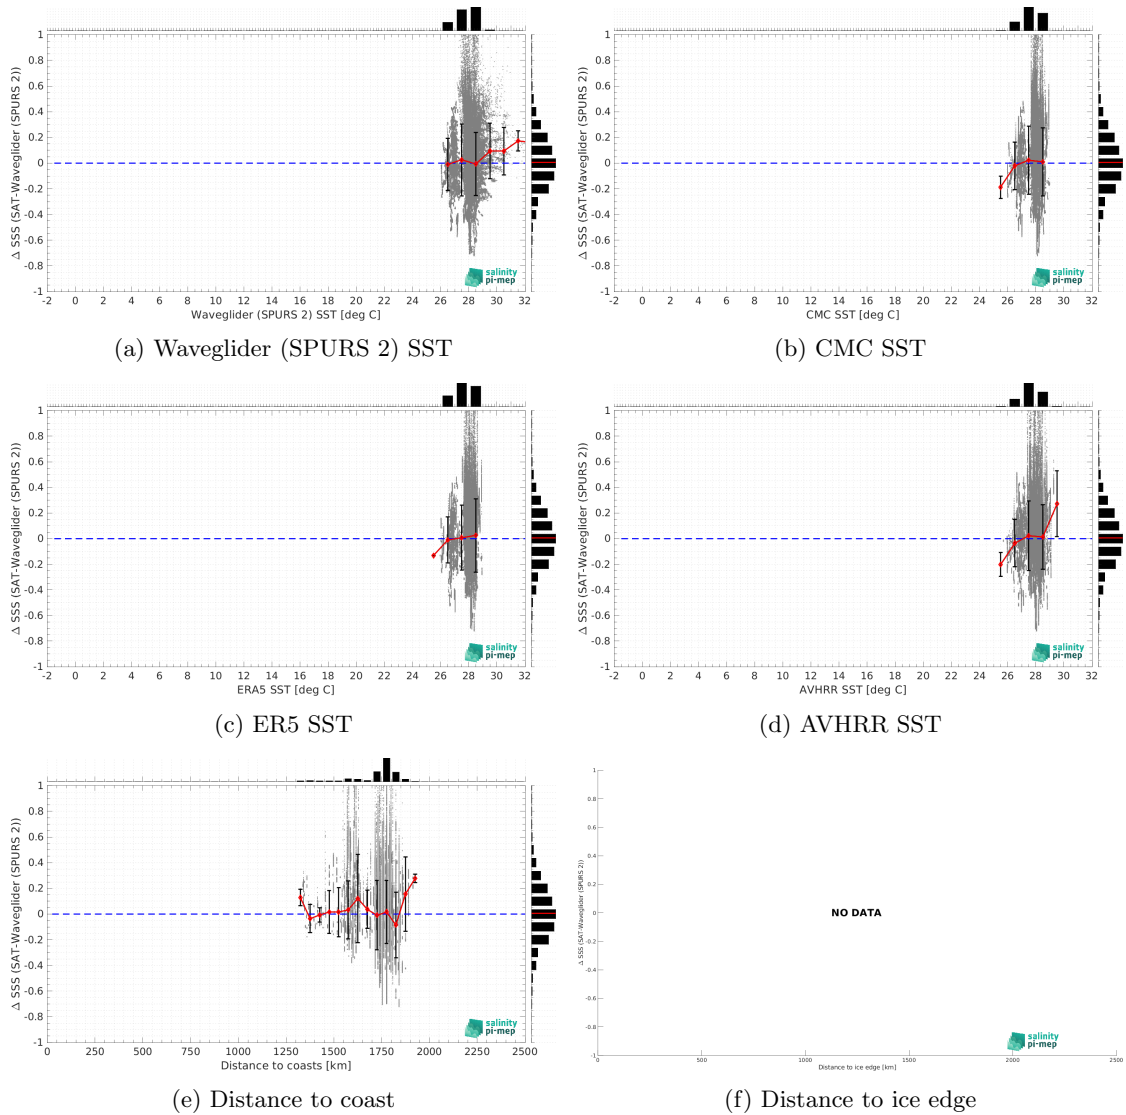 1
0.8
0.6
0.4
0.2
0
-0.2
-0.4
-0.6
-0.8
-1
Δ SSS (SAT-Waveglider (SPURS 2))
-2 0 2 4 6 8 10 12 14 16 18 20 22 24 26 28 30 32
Waveglider (SPURS 2) SST [deg C]
salinity
pi-mep
(a) Waveglider (SPURS 2) SST
1
0.8
0.6
0.4
0.2
0
-0.2
-0.4
-0.6
-0.8
-1
Δ SSS (SAT-Waveglider (SPURS 2))
-2 0 2 4 6 8 10 12 14 16 18 20 22 24 26 28 30 32
CMC SST [deg C]
salinity
pi-mep
(b) CMC SST
1
0.8
0.6
0.4
0.2
0
-0.2
-0.4
-0.6
-0.8
-1
Δ SSS (SAT-Waveglider (SPURS 2))
-2 0 2 4 6 8 10 12 14 16 18 20 22 24 26 28 30 32
ERA5 SST [deg C]
salinity
pi-mep
(c) ER5 SST
1
0.8
0.6
0.4
0.2
0
-0.2
-0.4
-0.6
-0.8
-1
Δ SSS (SAT-Waveglider (SPURS 2))
-2 0 2 4 6 8 10 12 14 16 18 20 22 24 26 28 30 32
AVHRR SST [deg C]
salinity
pi-mep
(d) AVHRR SST
1
0.8
0.6
0.4
0.2
0
-0.2
-0.4
-0.6
-0.8
-1
Δ SSS (SAT-Waveglider (SPURS 2))
0 250 500 750 1000 1250 1500 1750 2000 2250 2500
Distance to coasts [km]
salinity
pi-mep
(e) Distance to coast
1
0.8
0.6
0.4
0.2
0
-0.2
-0.4
-0.6
-0.8
-1
Δ SSS (SAT-Waveglider (SPURS 2))
NO DATA
0 500 1000 1500 2000 2500
Distance to ice edge [km]
salinity
pi-mep
(f) Distance to ice edge